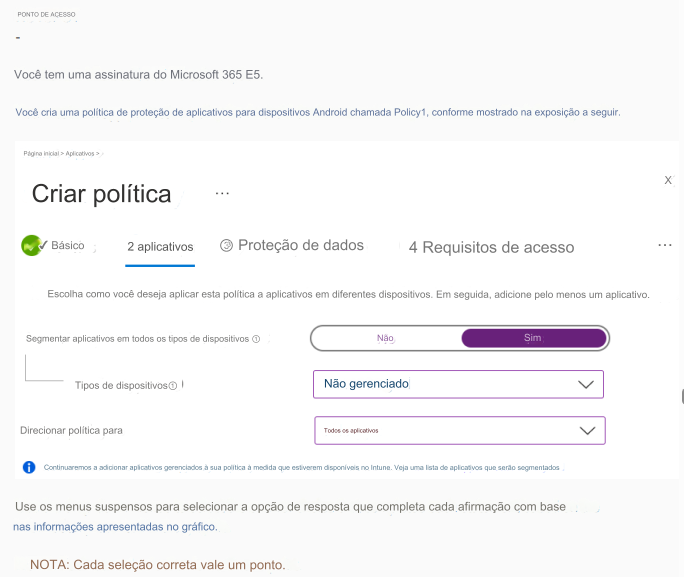 PONTO DE ACESSO
-
Você tem uma assinatura do Microsoft 365 E5.
Você cria uma política de proteção de aplicativos para dispositivos Android chamada Policy1, conforme mostrado na exposição a seguir.
Página inicial > Aplicativos >
X
Criar política ...
✓ Básico 2 aplicativos ③ Proteção de dados 4 Requisitos de acesso ...
Escolha como você deseja aplicar esta política a aplicativos em diferentes dispositivos. Em seguida, adicione pelo menos um aplicativo.
Segmentar aplicativos em todos os tipos de dispositivos ① Não Sim
Tipos de dispositivos① Não gerenciado
Direcionar política para Todos os aplicativos
Continuaremos a adicionar aplicativos gerenciados à sua política à medida que estiverem disponíveis no Intune. Veja uma lista de aplicativos que serão segmentados
Use os menus suspensos para selecionar a opção de resposta que completa cada afirmação com base
nas informações apresentadas no gráfico.
NOTA: Cada seleção correta vale um ponto.